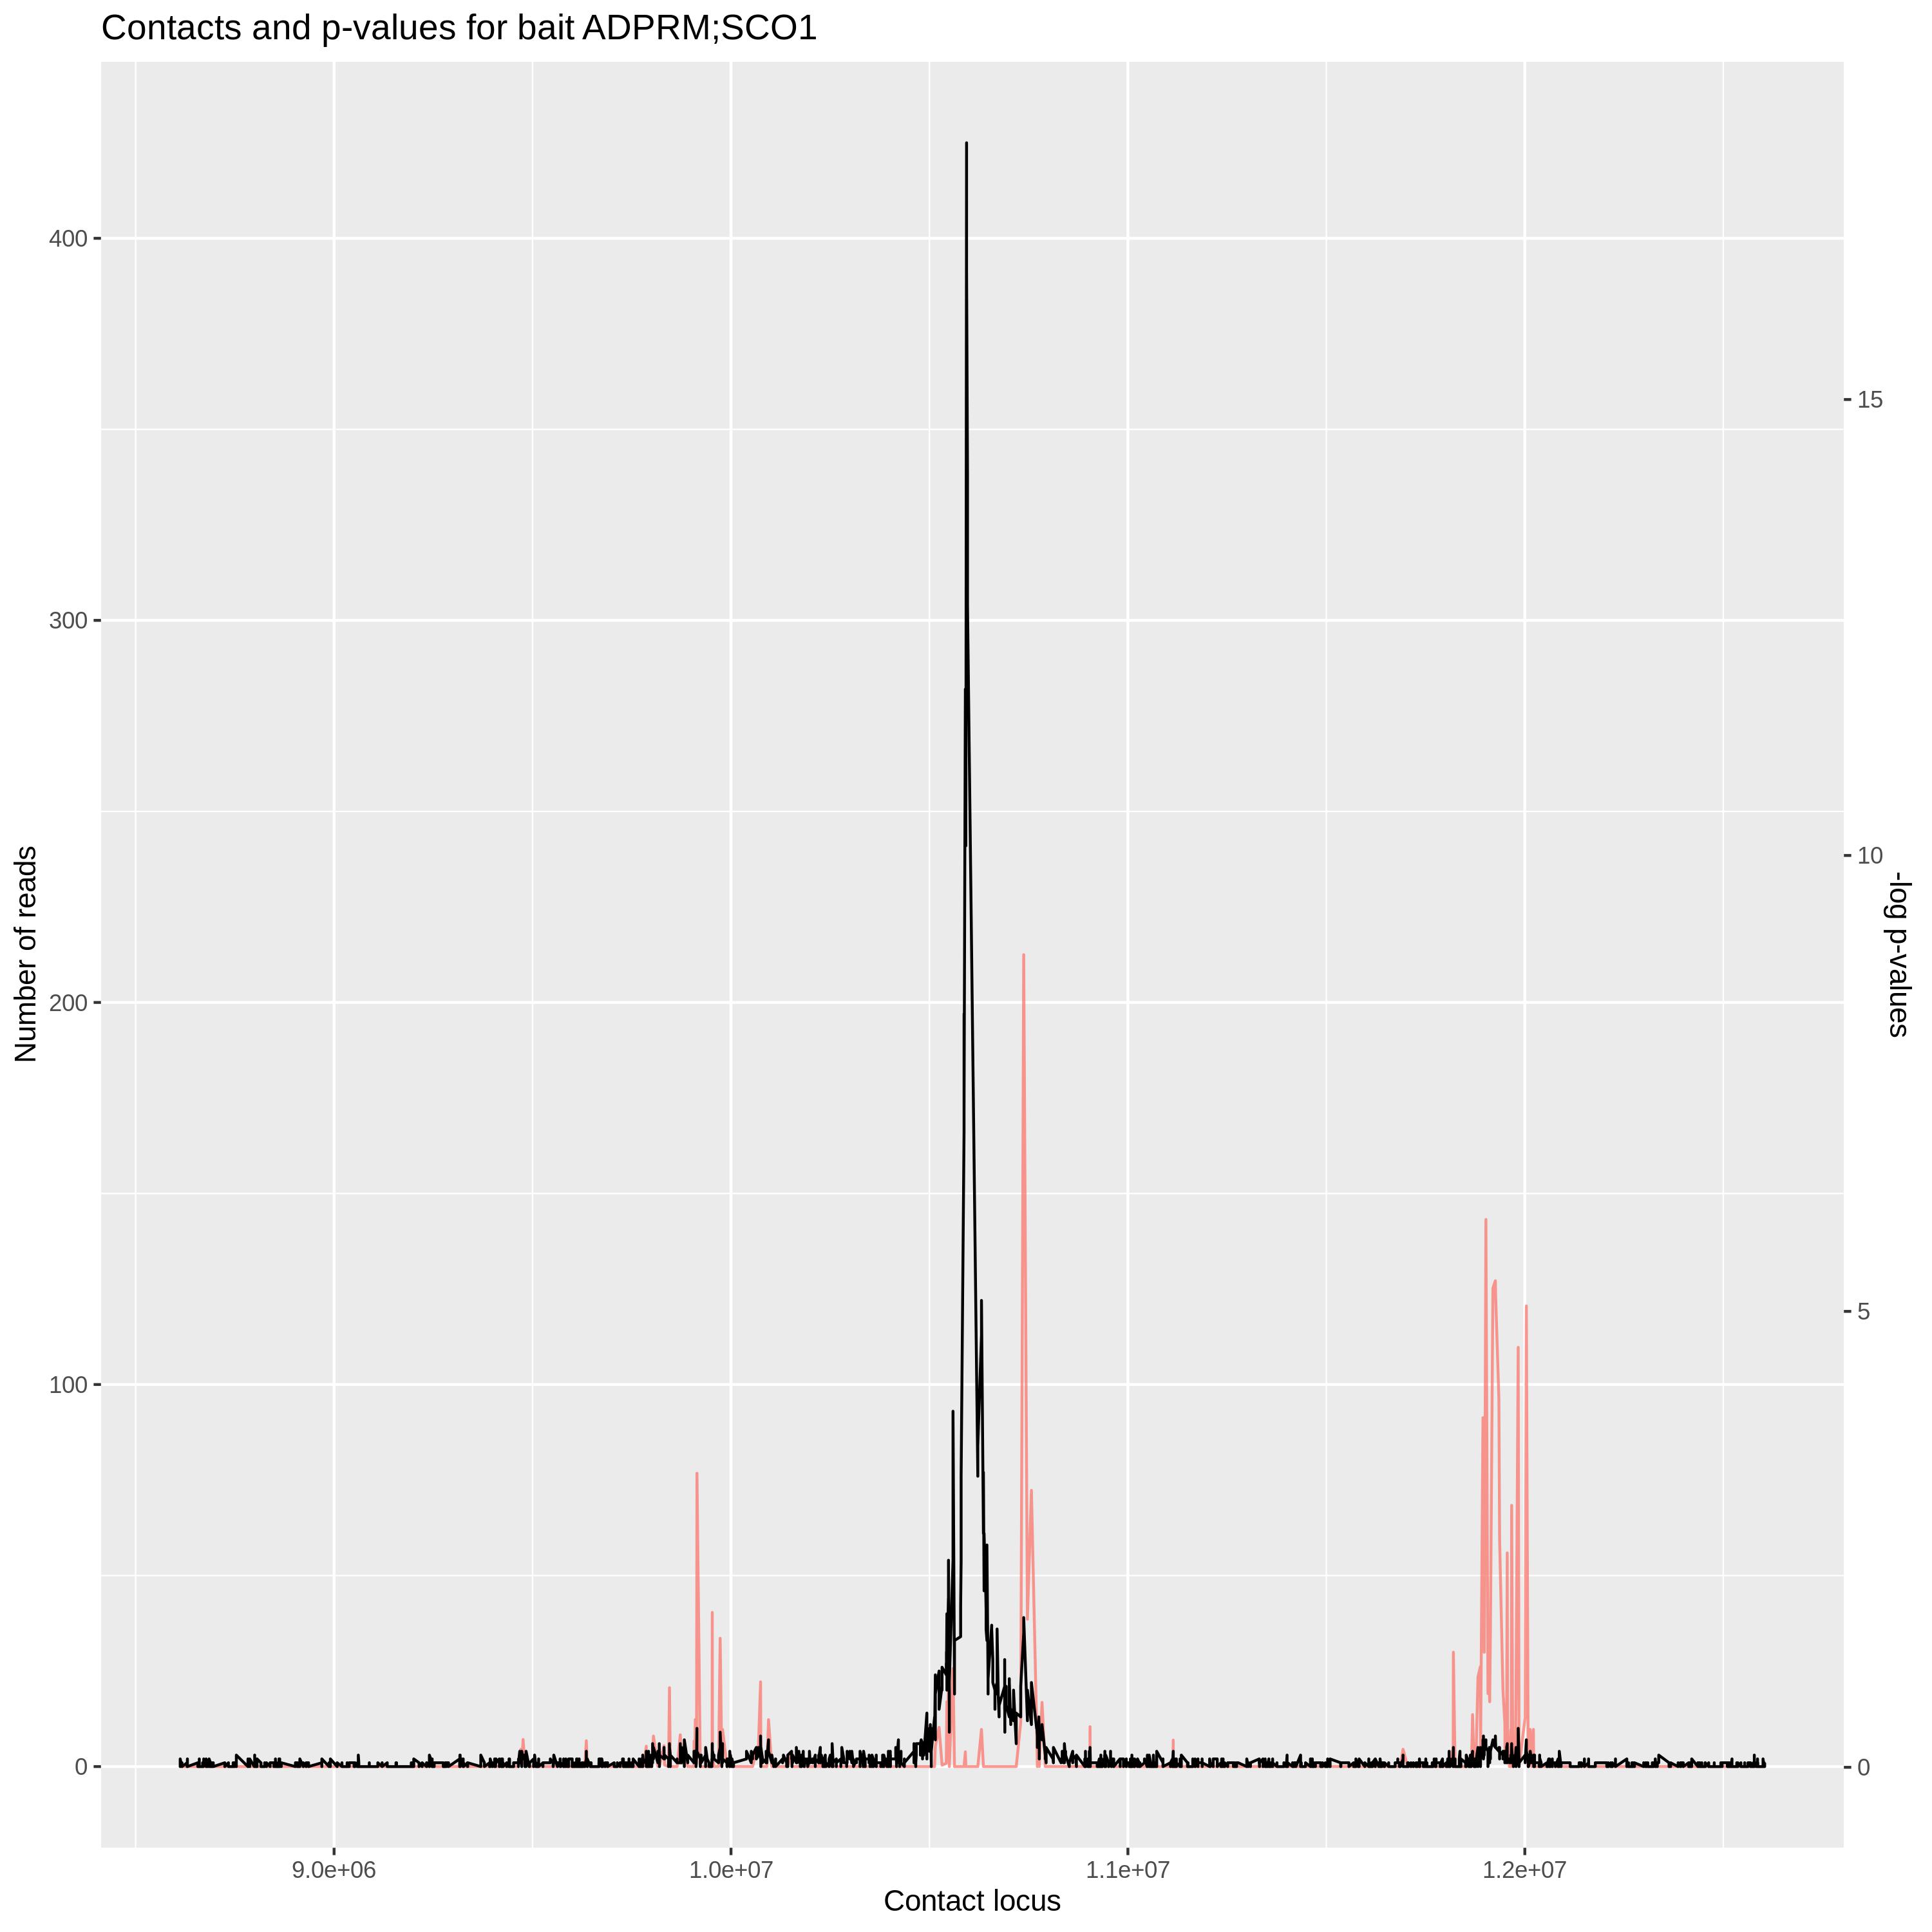 Contacts and p-values for bait ADPRM;SCO1
400
300
200
100
0
Number of reads
15
10
5
0
-log p-values
9.0e+06
1.0e+07
1.1e+07
1.2e+07
Contact locus